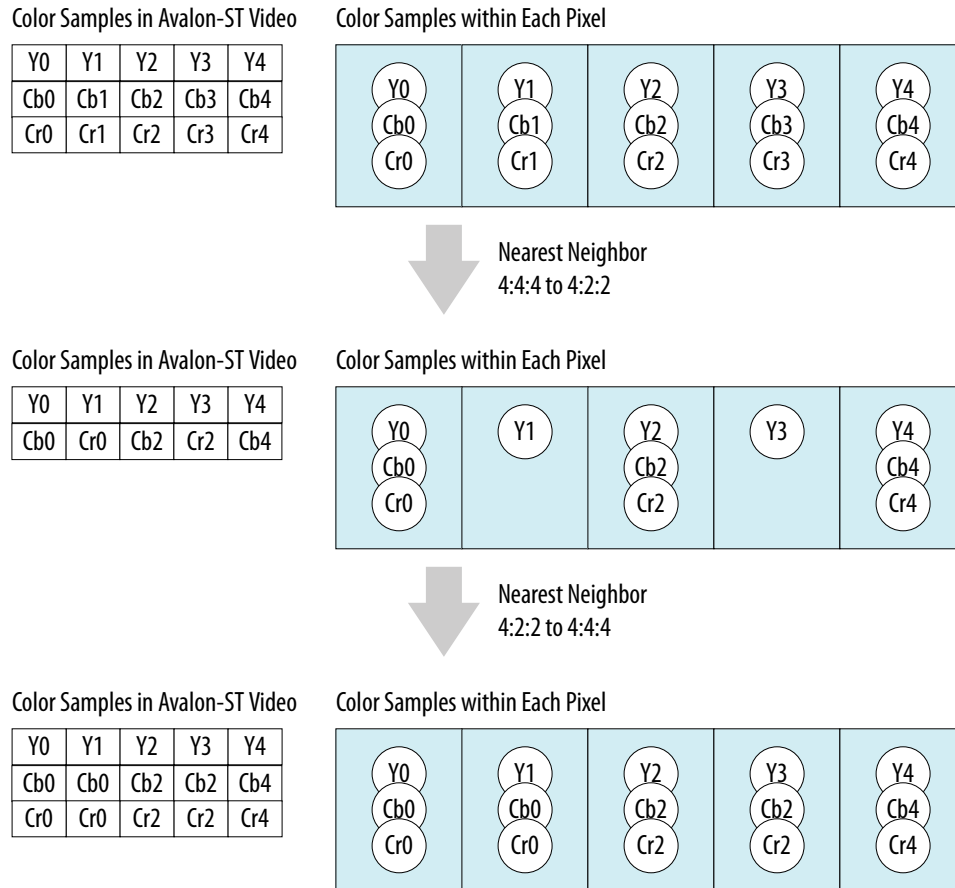 Color Samples in Avalon-ST Video
Y0 Y1 Y2 Y3 Y4
Cb0 Cb1 Cb2 Cb3 Cb4
Cr0 Cr1 Cr2 Cr3 Cr4
Color Samples within Each Pixel
Y0 Y1 Y2 Y3 Y4
Cb0 Cb1 Cb2 Cb3 Cb4
Cr0 Cr1 Cr2 Cr3 Cr4
Nearest Neighbor
4:4:4 to 4:2:2
Color Samples in Avalon-ST Video
Y0 Y1 Y2 Y3 Y4
Cb0 Cr0 Cb2 Cr2 Cb4
Color Samples within Each Pixel
Y0 Y1 Y2 Y3 Y4
Cb0 Cb2 Cb4
Cr0 Cr2 Cr4
Nearest Neighbor
4:2:2 to 4:4:4
Color Samples in Avalon-ST Video
Y0 Y1 Y2 Y3 Y4
Cb0 Cb0 Cb2 Cb2 Cb4
Cr0 Cr0 Cr2 Cr2 Cr4
Color Samples within Each Pixel
Y0 Y1 Y2 Y3 Y4
Cb0 Cb0 Cb2 Cb2 Cb4
Cr0 Cr0 Cr2 Cr2 Cr4